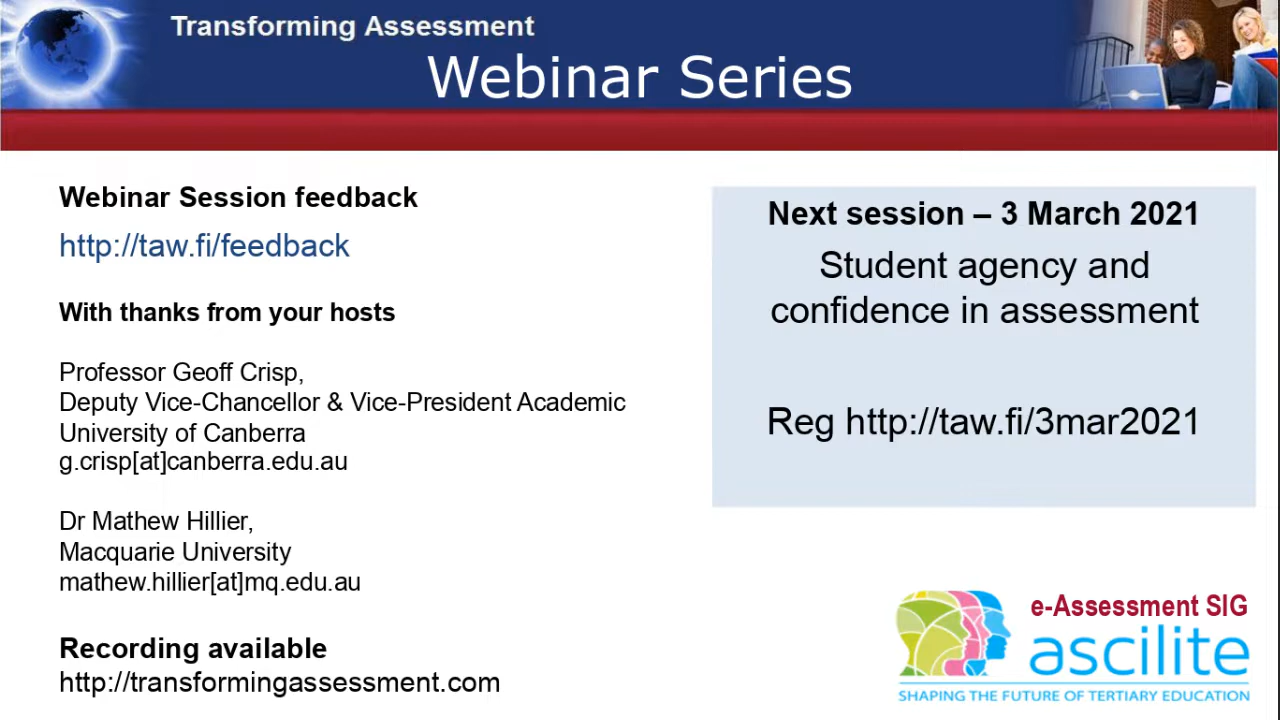 Transforming Assessment
Webinar Series
Webinar Session feedback
http://taw.fi/feedback
With thanks from your hosts
Professor Geoff Crisp,
Deputy Vice-Chancellor & Vice-President Academic
University of Canberra
g.crisp[at]canberra.edu.au
Dr Mathew Hillier,
Macquarie University
mathew.hillier[at]mq.edu.au
Recording available
http://transformingassessment.com
Next session – 3 March 2021
Student agency and
confidence in assessment
Reg http://taw.fi/3mar2021
e-Assessment SIG
ascilite
SHAPING THE FUTURE OF TERTIARY EDUCATION